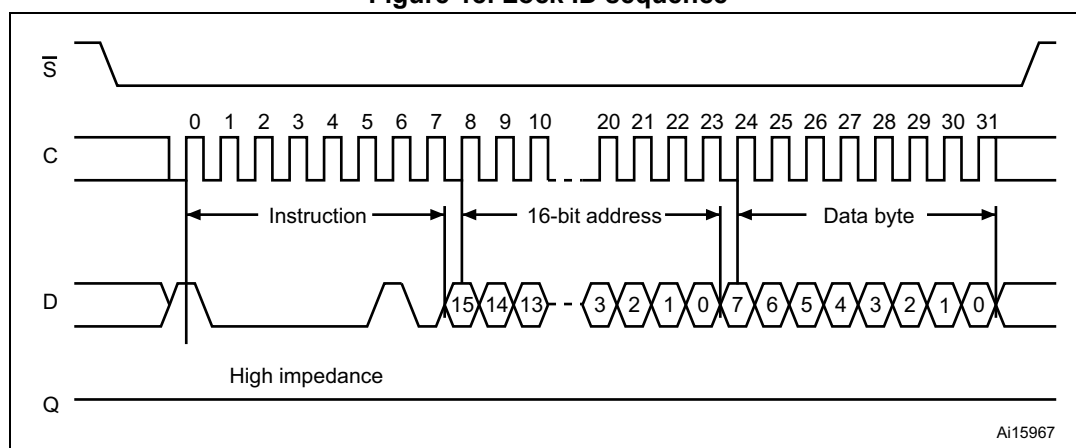 Figure 18. Lock ID sequence
S
0 1 2 3 4 5 6 7 8 9 10 20 21 22 23 24 25 26 27 28 29 30 31
C
Instruction 16-bit address Data byte
D
15 14 13 3 2 1 0 7 6 5 4 3 2 1 0
High impedance
Q
Ai15967